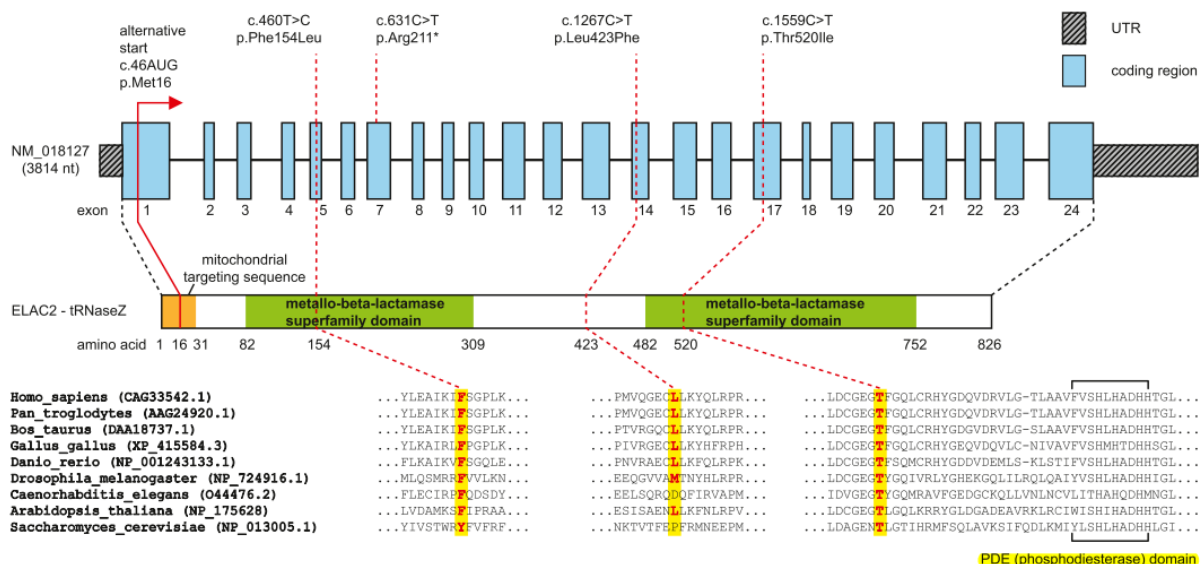 alternative
start
c.46AUG
p.Met16
c.460T>C
p.Phe154Leu
c.631C>T
p.Arg211*
c.1267C>T
p.Leu423Phe
c.1559C>T
p.Thr520Ile
UTR
coding region
NM_018127
(3814 nt)
exon 1 2 3 4 5 6 7 8 9 10 11 12 13 14 15 16 17 18 19 20 21 22 23 24
mitochondrial
targeting sequence
ELAC2 - tRNaseZ
metallo-beta-lactamase
superfamily domain
metallo-beta-lactamase
superfamily domain
amino acid 1 16 31 82 154 309 423 482 520 752 826
Homo_sapiens (CAG33542.1) ...YLEAIKIFSGPLK... ...PMVQGECLLKYQLRPR... ...LDCGEGTFGQLCRHYGDQVDRVLG-TLAAVFVSHLHADHHTGL...
Pan_troglodytes (AAG24920.1) ...YLEAIKIFSGPLK... ...PMVQGECLLKYQLRPR... ...LDCGEGTFGQLCRHYGDQVDRVLG-TLAAVFVSHLHADHHTGL...
Bos_taurus (DAA18737.1) ...YLEAIKIFSGPLK... ...PTVRGQCLLKYQLRPR... ...LDCGEGTFGQLCRHYGDQVDRVLG-SLAAVFVSHLHADHHTGL...
Gallus_gallus (XP_415584.3) ...YLKAIRLFPGPLK... ...PIVRGECLLKYHFRPH... ...LDCGEGTFGQLCRHYGEQVDQVLC-NIVAVFVSHMHTDHHSGL...
Danio_rerio (NP_001243133.1) ...FLKAIKVFSGQLE... ...PNVRAECLLKFQLRPL... ...LDCGEGTFSQMCRHYGDDVDEMLS-KLSTIFVSHLHADHHTGL...
Drosophila_melanogaster (NP_724916.1) ...MLQSMRRFVVLKN... ...EEQGVVAMTNYHLRPR... ...LDCGEGTYGQIVRLYGHEKGQLILRQLQAIYVSHLHADHHIGL...
Caenorhabditis_elegans (O44476.2) ...FLECIRPFQDSDY... ...EELSQRQDQFIRVAPM... ...IDVGEGTYGQMRAVFGEDGCKQLLVNLNCVLITHAHQDHMNGL...
Arabidopsis_thaliana (NP_175628) ...LVDAMKSFIPRAA... ...ESISAENLLKFNLRPV... ...LDCGEGTLGQLKRRYGLDGADEAVRKLRCIWISHIHADHHTGL...
Saccharomyces_cerevisiae (NP_013005.1) ...YIVSTWRYFVFRF... ...NKTVTFEPFRMNEEPM... ...LDAGENTLGTIHRMFSQLAVKSIFQDLKMIYLSHLHADHHLGI...
PDE (phosphodiesterase) domain